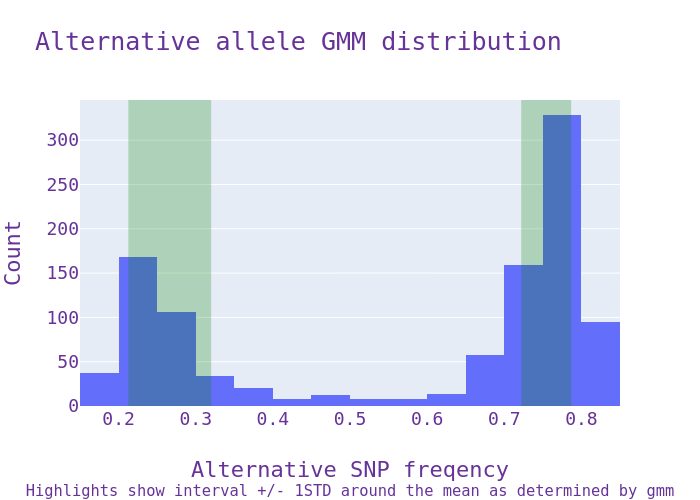 Alternative allele GMM distribution
Count
300
250
200
150
100
50
0
0.2 0.3 0.4 0.5 0.6 0.7 0.8
Alternative SNP freqency
Highlights show interval +/- 1STD around the mean as determined by gmm